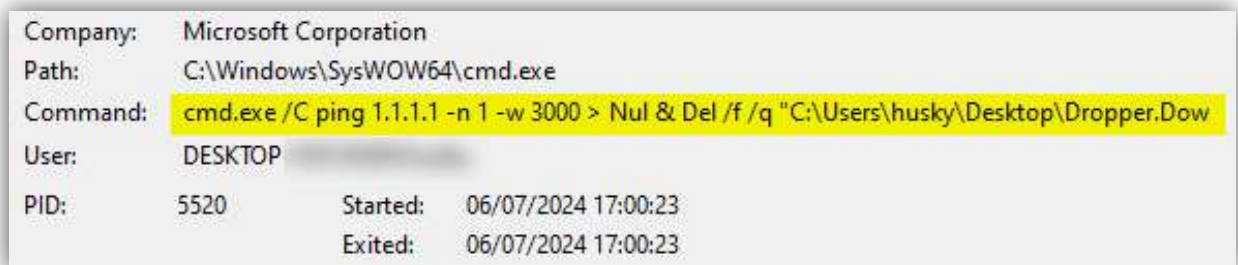 Company: Microsoft Corporation
Path: C:\Windows\SysWOW64\cmd.exe
Command: cmd.exe /C ping 1.1.1.1 -n 1 -w 3000 > Nul & Del /f /q "C:\Users\husky\Desktop\Dropper.Dow
User: DESKTOP
PID: 5520 Started: 06/07/2024 17:00:23
Exited: 06/07/2024 17:00:23